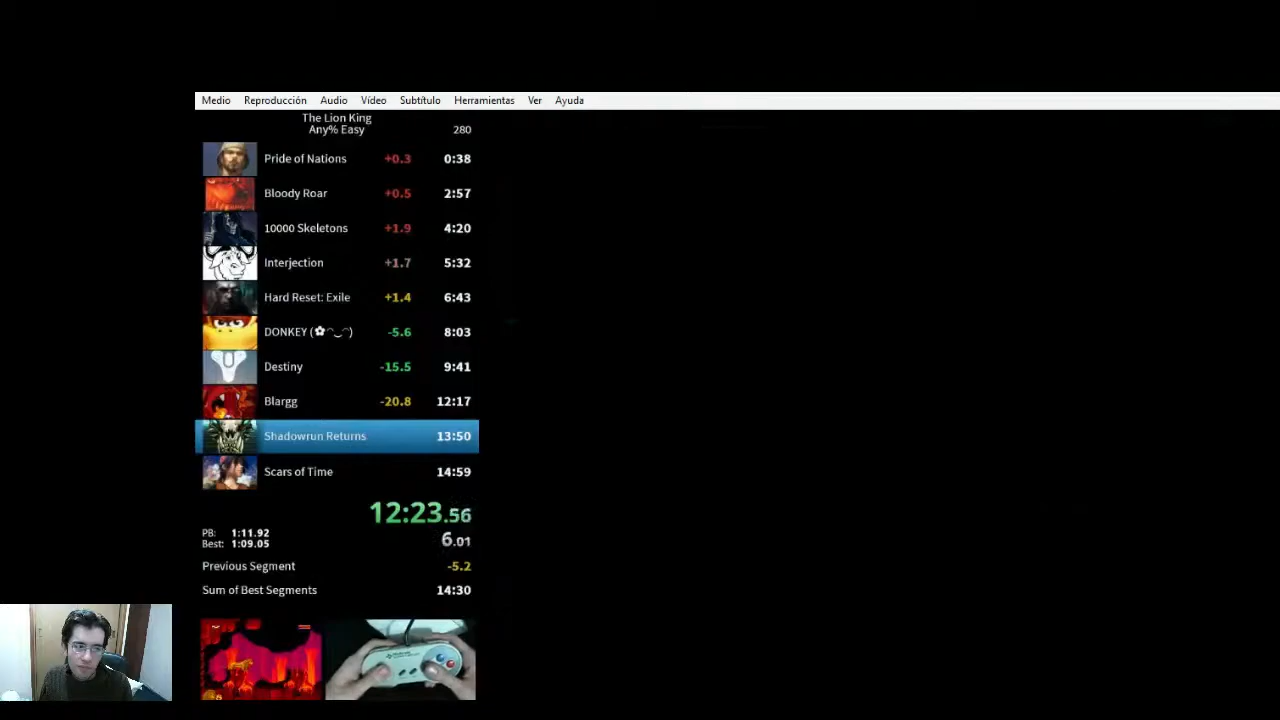 Medio Reproducción Audio Vídeo Subtítulo Herramientas Ver Ayuda
The Lion King
Any% Easy 280
Pride of Nations +0.3 0:38
Bloody Roar +0.5 2:57
10000 Skeletons +1.9 4:20
Interjection +1.7 5:32
Hard Reset: Exile +1.4 6:43
DONKEY (✿◠‿◠) -5.6 8:03
Destiny -15.5 9:41
Blargg -20.8 12:17
Shadowrun Returns 13:50
Scars of Time 14:59
12:23.56
PB: 1:11.92
Best: 1:09.05
6.01
Previous Segment -5.2
Sum of Best Segments 14:30